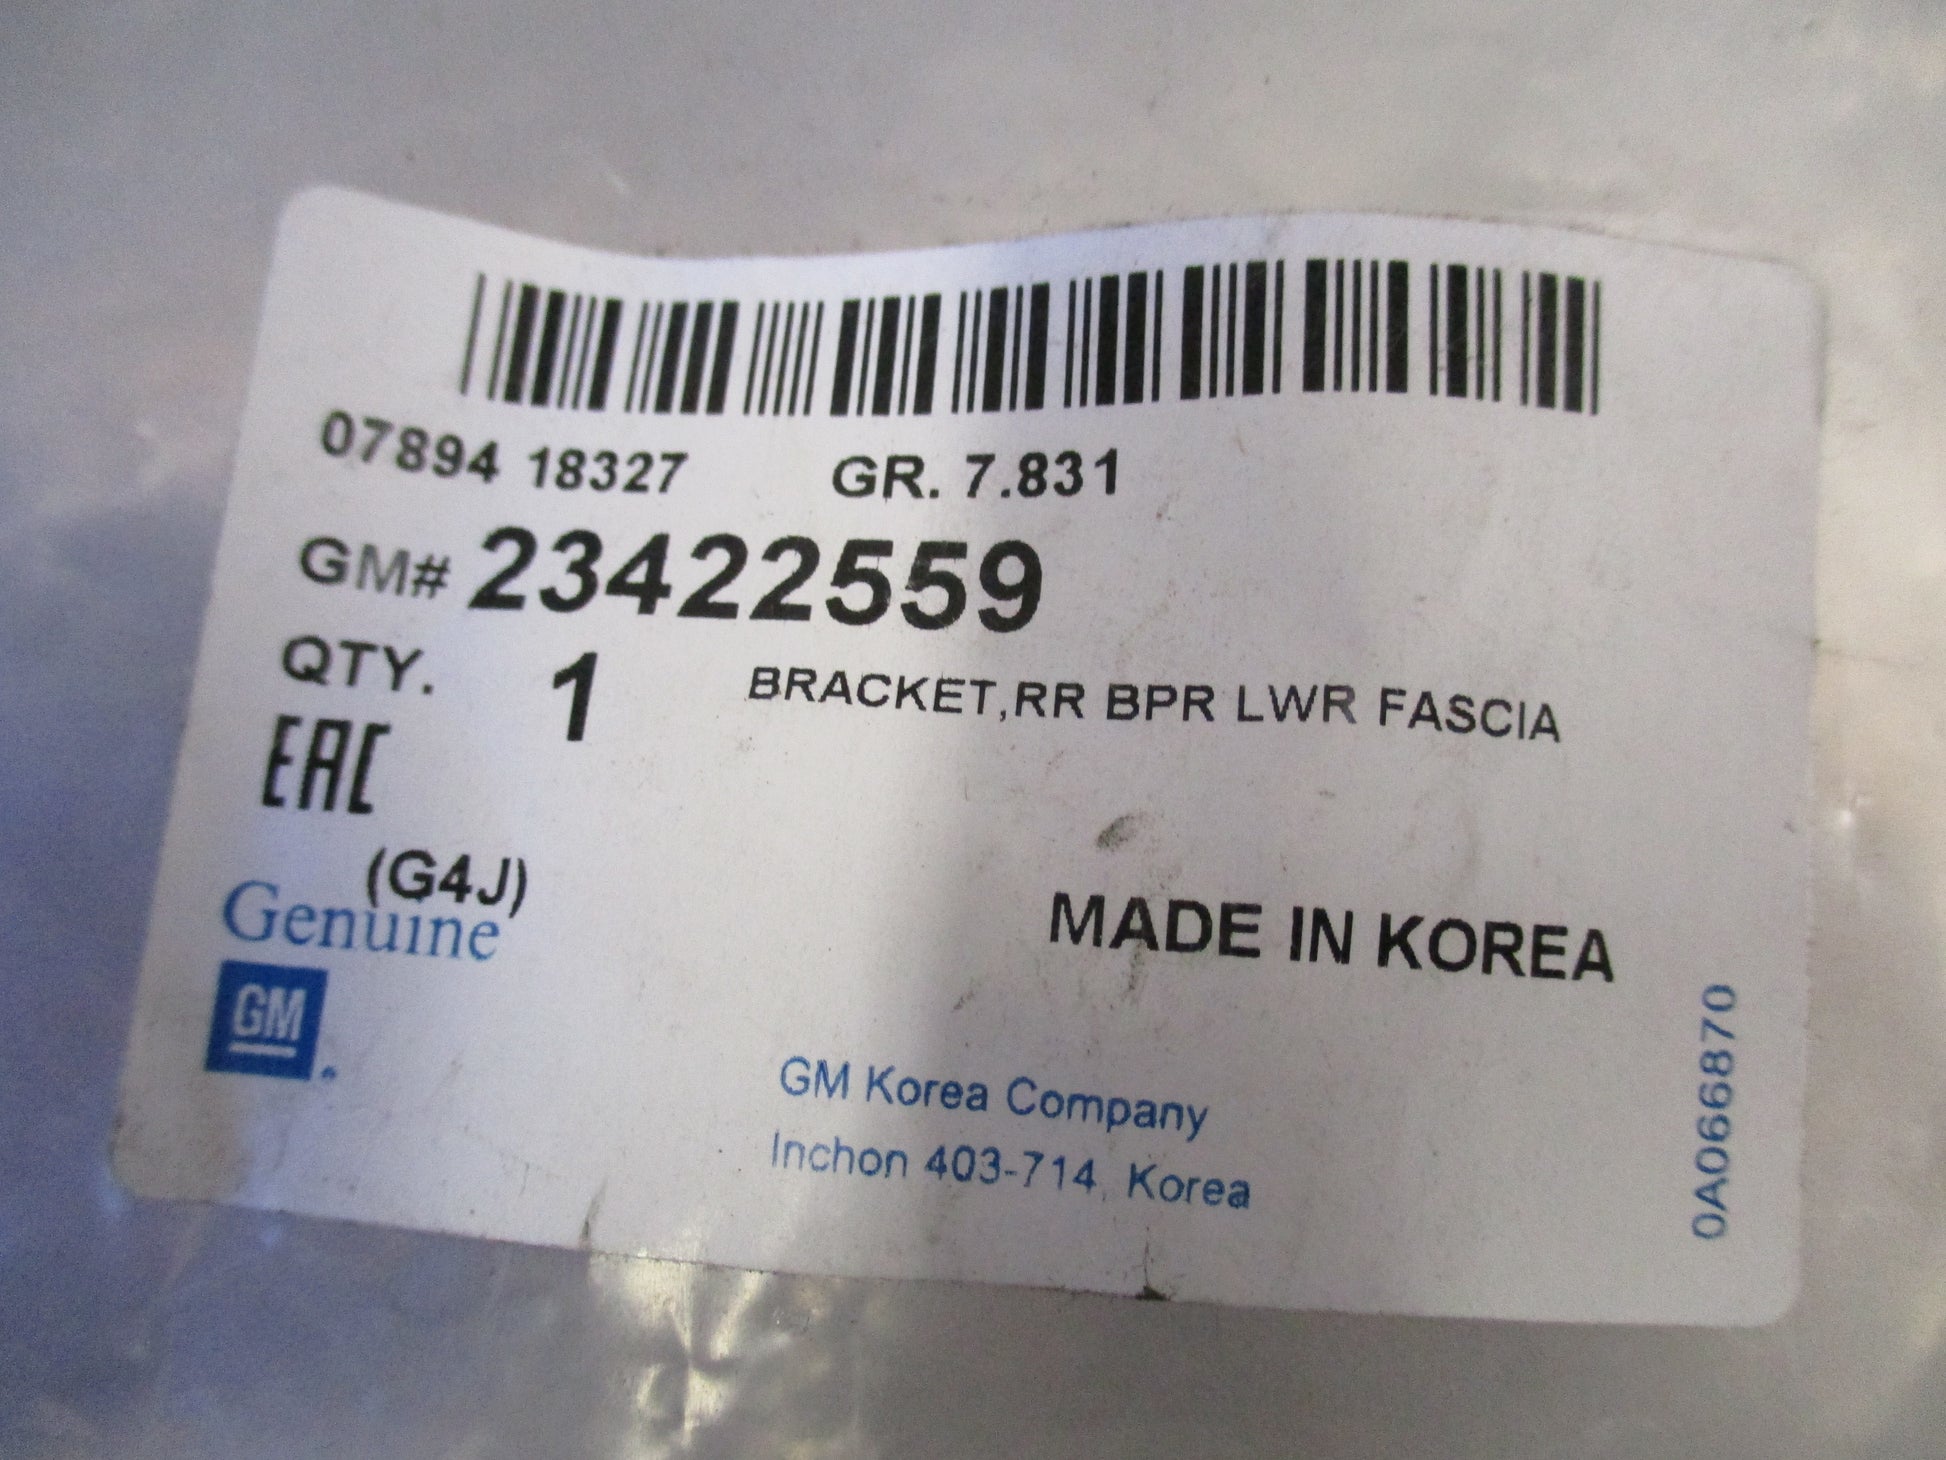 07894 18327 GR. 7.831
GM# 23422559
QTY. 1 BRACKET,RR BPR LWR FASCIA
EAC
(G4J)
Genuine
GM
MADE IN KOREA
GM Korea Company
Inchon 403-714, Korea
0A066870